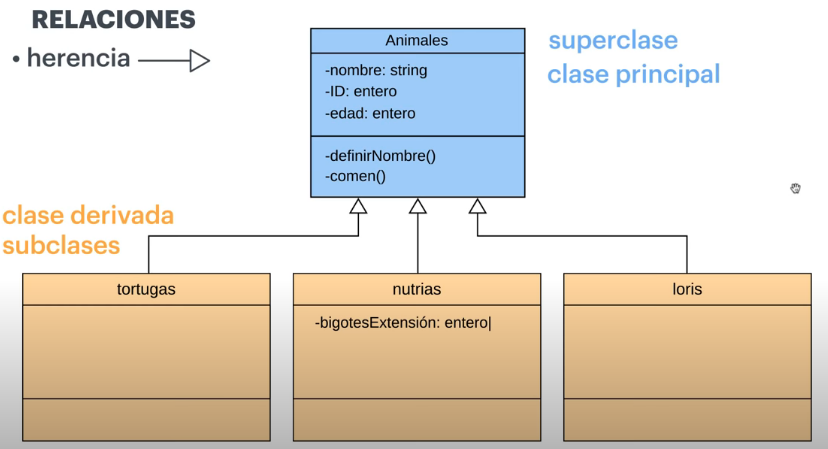 RELACIONES
• herencia
Animales
-nombre: string
-ID: entero
-edad: entero
-definirNombre()
-comen()
superclase
clase principal
clase derivada
subclases
tortugas
nutrias
-bigotesExtensión: entero
loris